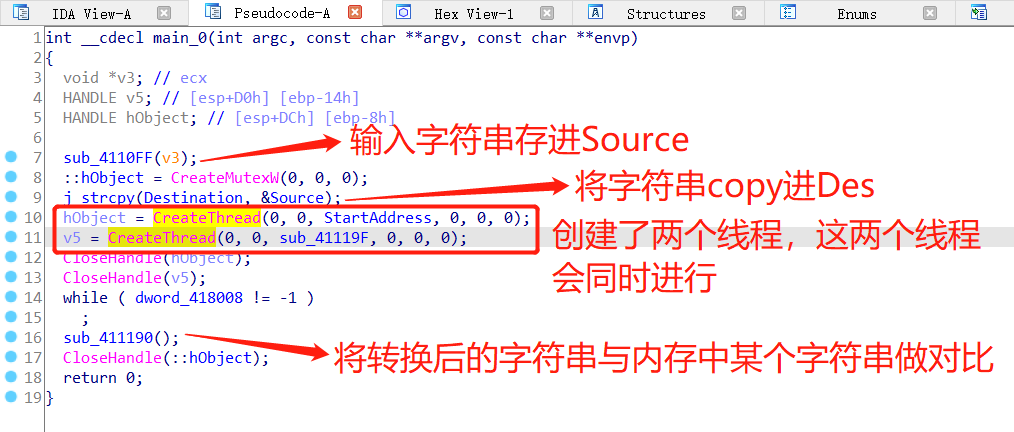 IDA View-A
Pseudocode-A
Hex View-1
Structures
Enums
1 int __cdecl main_0(int argc, const char **argv, const char **envp)
2 {
3 void *v3; // ecx
4 HANDLE v5; // [esp+D0h] [ebp-14h]
5 HANDLE hObject; // [esp+DCh] [ebp-8h]
6
7 sub_4110FF(v3);
输入字符串存进Source
8 ::hObject = CreateMutexW(0, 0, 0);
9 j_strcpy(Destination, &Source);
将字符串copy进Des
10 hObject = CreateThread(0, 0, StartAddress, 0, 0, 0);
11 v5 = CreateThread(0, 0, sub_41119F, 0, 0, 0);
创建了两个线程，这两个线程
会同时进行
12 CloseHandle(hObject);
13 CloseHandle(v5);
14 while ( dword_418008 != -1 )
15 ;
16 sub_411190();
将转换后的字符串与内存中某个字符串做对比
17 CloseHandle(::hObject);
18 return 0;
19 }